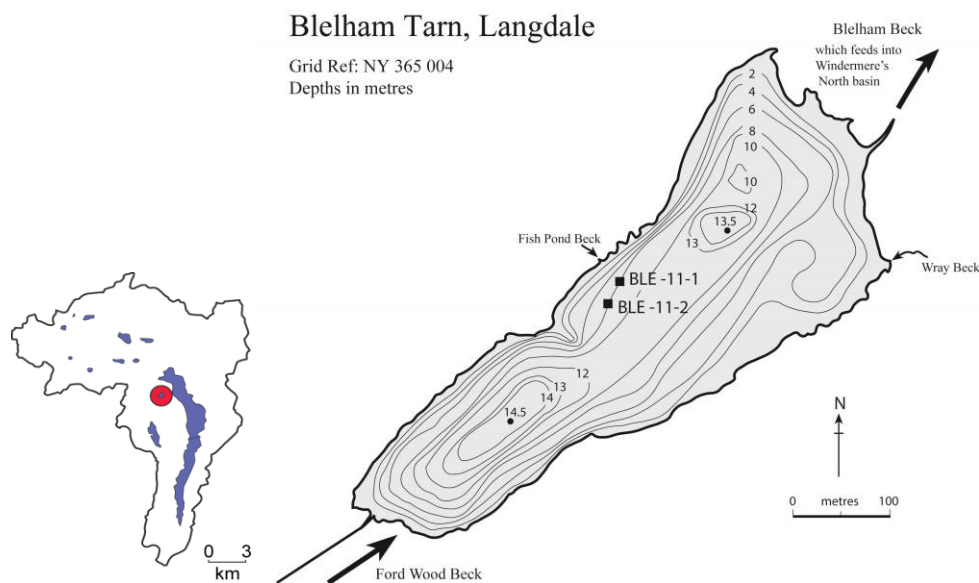 Blelham Tarn, Langdale
Grid Ref: NY 365 004
Depths in metres
Blelham Beck
which feeds into
Windermere's
North basin
2
4
6
8
10
10
12
13.5
13
Fish Pond Beck
Wray Beck
BLE -11-1
BLE -11-2
12
13
14
14.5
N
0 metres 100
0 3
km
Ford Wood Beck